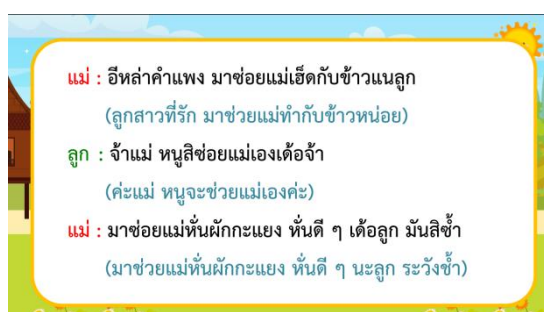 แม่ : อีหล่าคำแพง มาซ่อยแม่เฮ็ดกับข้าวแนลูก
(ลูกสาวที่รัก มาช่วยแม่ทำกับข้าวหน่อย)
ลูก : จ้าแม่ หนูสิซ่อยแม่เองเด้อจ้า
(ค่ะแม่ หนูจะช่วยแม่เองค่ะ)
แม่ : มาซ่อยแม่หั่นผักกะแยง หั่นดี ๆ เด้อลูก มันสิซ้ำ
(มาช่วยแม่หั่นผักกะแยง หั่นดี ๆ นะลูก ระวังช้ำ)